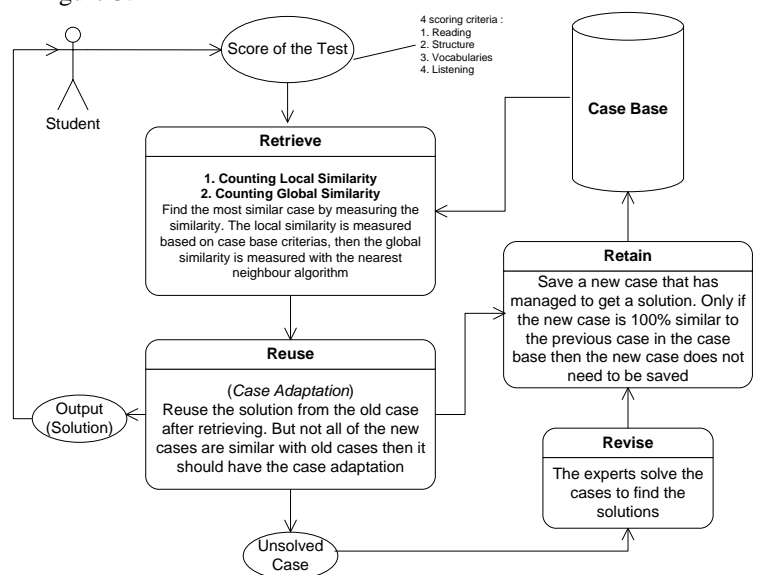 Score of the Test
4 scoring criteria :
1. Reading
2. Structure
3. Vocabularies
4. Listening
Student
Case Base
Retrieve
1. Counting Local Similarity
2. Counting Global Similarity
Find the most similar case by measuring the
similarity. The local similarity is measured
based on case base criterias, then the global
similarity is measured with the nearest
neighbour algorithm
Retain
Save a new case that has
managed to get a solution. Only if
the new case is 100% similar to
the previous case in the case
base then the new case does not
need to be saved
Reuse
(Case Adaptation)
Reuse the solution from the old case
after retrieving. But not all of the new
cases are similar with old cases then it
should have the case adaptation
Output
(Solution)
Revise
The experts solve the
cases to find the
solutions
Unsolved
Case